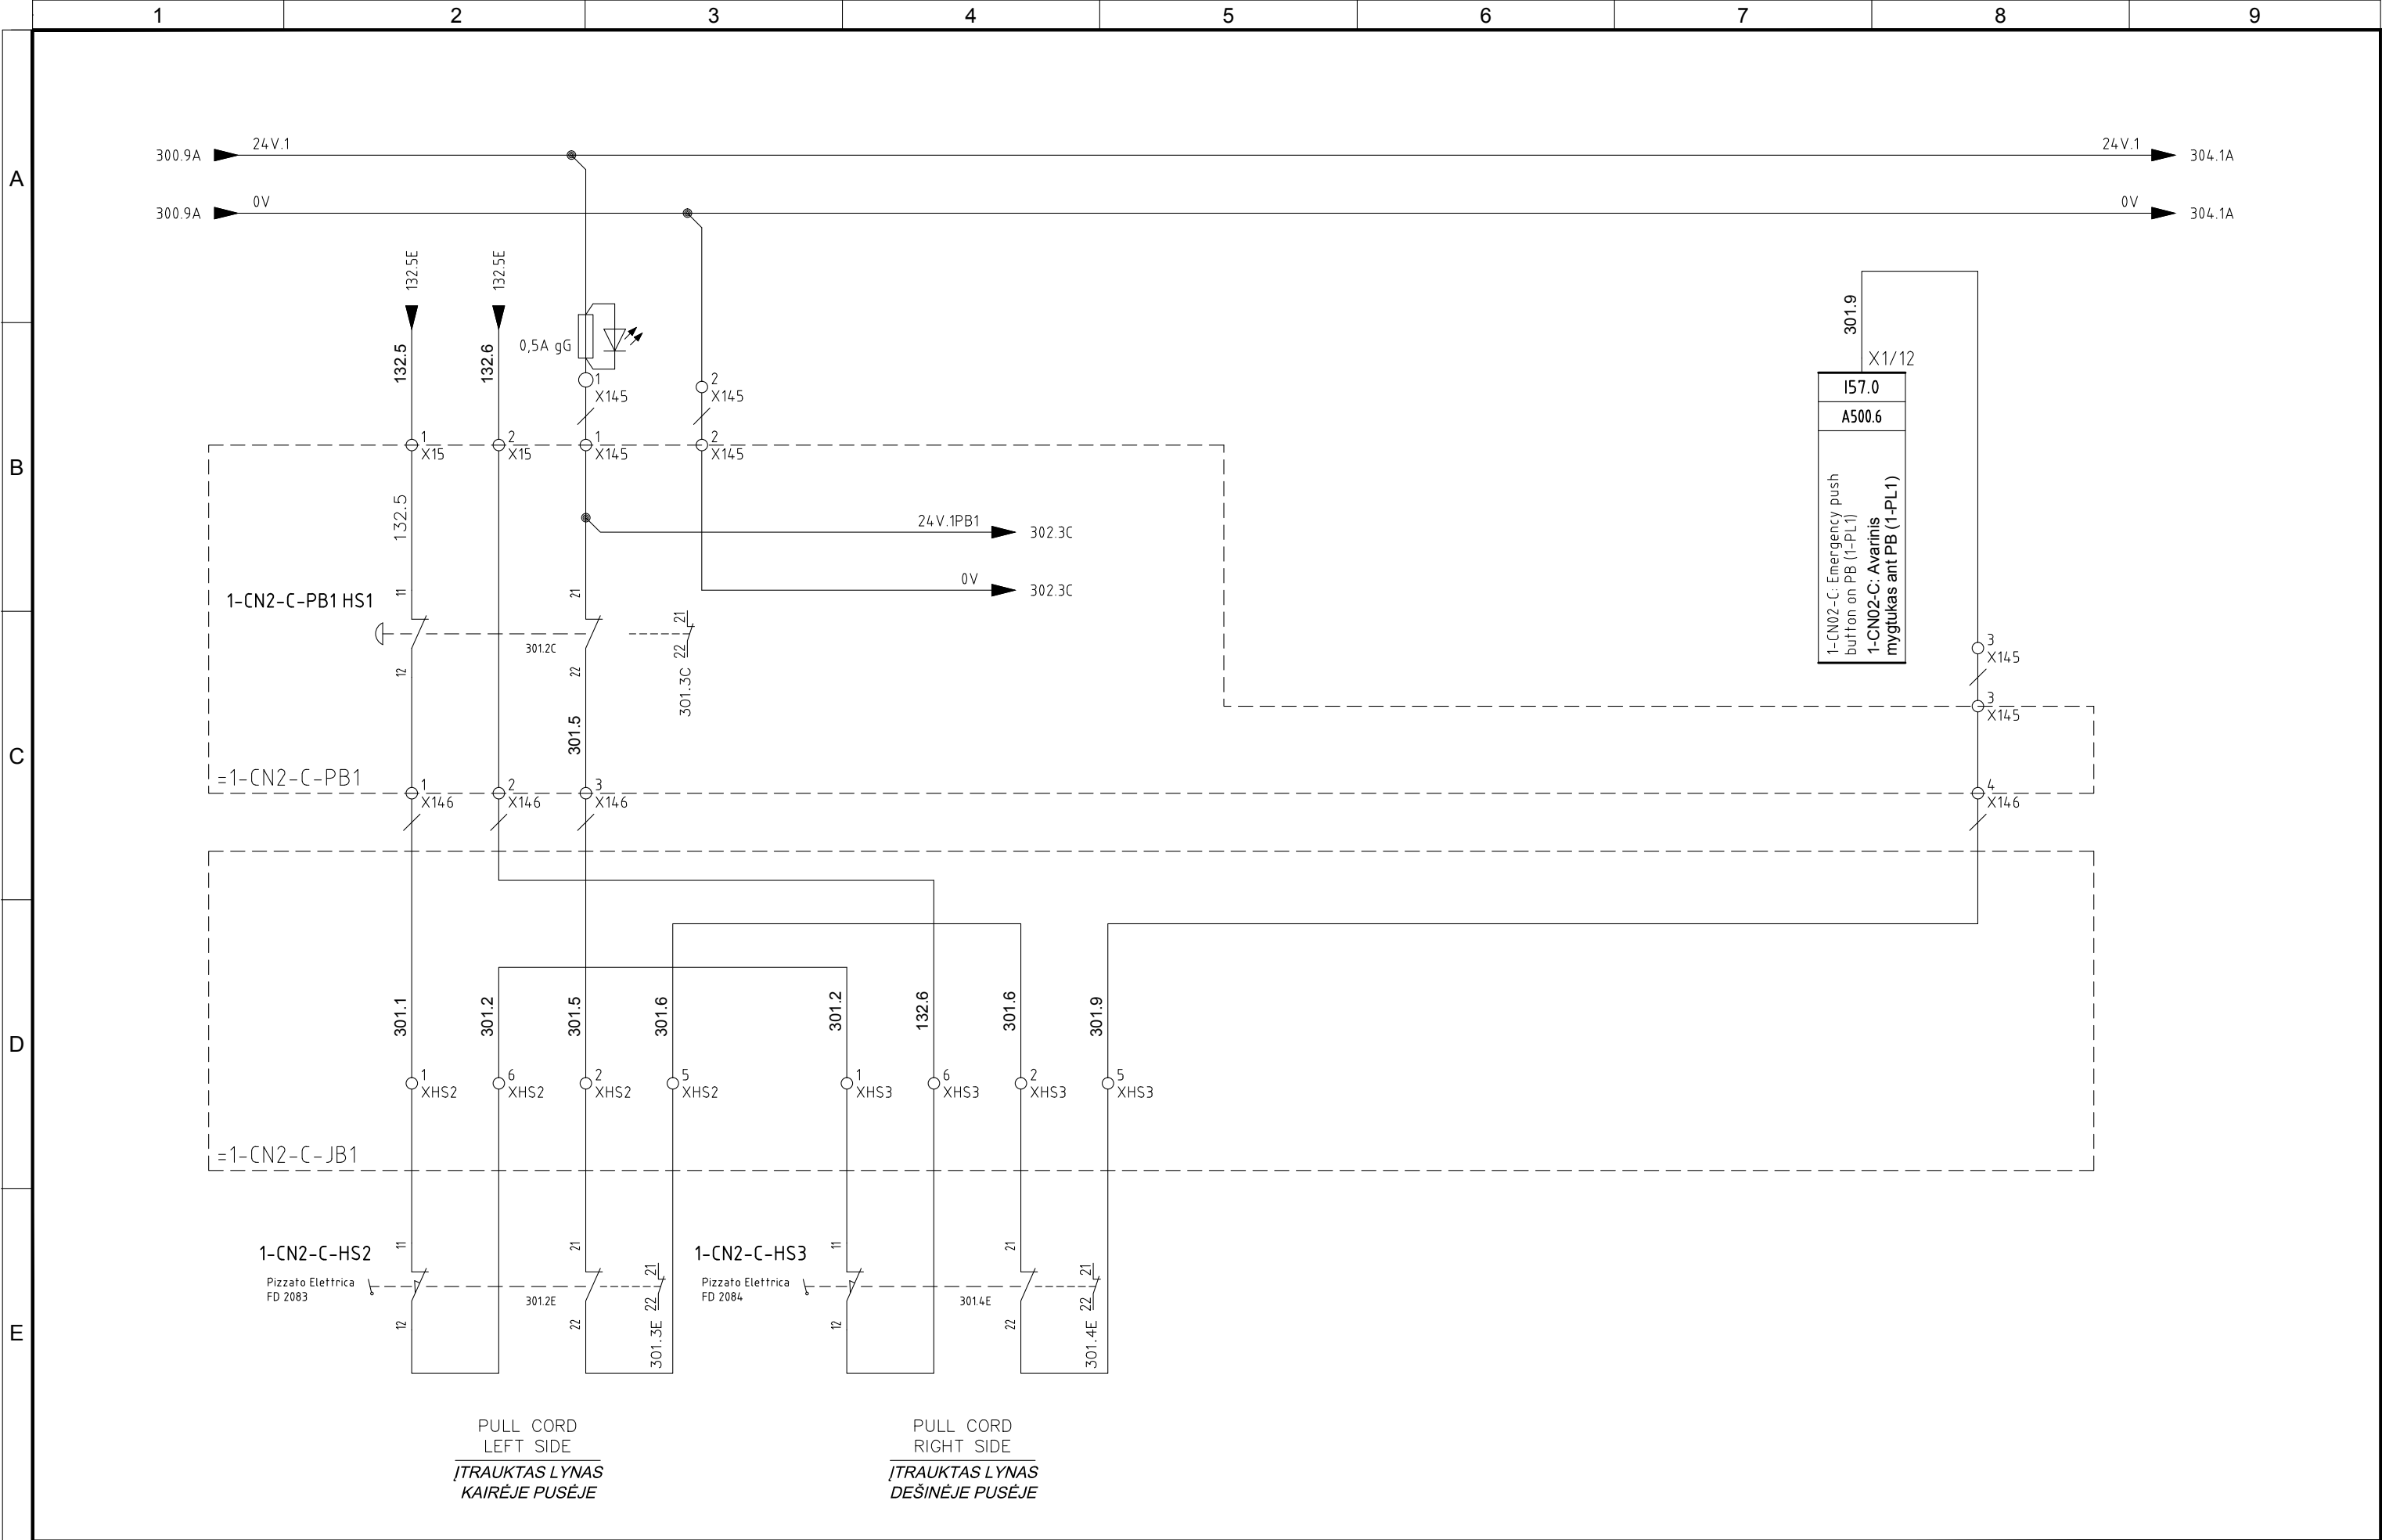 1 2 3 4 5 6 7 8 9
A
B
C
D
E
300.9A 24V.1 24V.1 304.1A
300.9A 0V 0V 304.1A
132.5E 132.5E
132.5 132.6
0,5A gG
1
X145
2
X145
301.9
X1/12
I57.0
A500.6
1-CN02-C: Emergency push
button on PB (1-PL1)
1-CN02-C: Avarinis
mygtukas ant PB (1-PL1)
1
X15
2
X15
1
X145
2
X145
132.5
24V.1PB1 302.3C
0V 302.3C
1-CN2-C-PB1 HS1
11
12
21
22
301.2C
21
22
301.3C
301.5
3
X145
3
X145
=1-CN2-C-PB1
1
X146
2
X146
3
X146
4
X146
301.1 301.2 301.5 301.6 301.2 132.6 301.6 301.9
1
XHS2
6
XHS2
2
XHS2
5
XHS2
1
XHS3
6
XHS3
2
XHS3
5
XHS3
=1-CN2-C-JB1
1-CN2-C-HS2
Pizzato Elettrica
FD 2083
11
12
21
22
301.2E
21
22
301.3E
1-CN2-C-HS3
Pizzato Elettrica
FD 2084
11
12
21
22
301.4E
21
22
301.4E
PULL CORD
LEFT SIDE
ĮTRAUKTAS LYNAS
KAIRĖJE PUSĖJE
PULL CORD
RIGHT SIDE
ĮTRAUKTAS LYNAS
DEŠINĖJE PUSĖJE